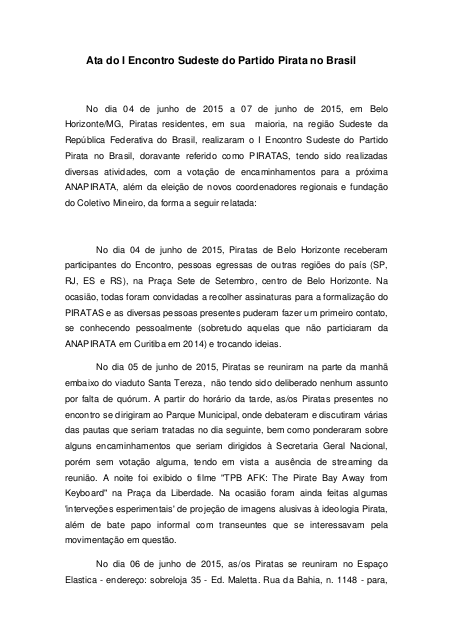 Ata do I Encontro Sudeste do Partido Pirata no Brasil
No dia 04 de junho de 2015 a 07 de junho de 2015, em Belo
Horizonte/MG, Piratas residentes, em sua maioria, na região Sudeste da
República Federativa do Brasil, realizaram o I Encontro Sudeste do Partido
Pirata no Brasil, doravante referido como PIRATAS, tendo sido realizadas
diversas atividades, com a votação de encaminhamentos para a próxima
ANAPIRATA, além da eleição de novos coordenadores regionais e fundação
do Coletivo Mineiro, da forma a seguir relatada:
No dia 04 de junho de 2015, Piratas de Belo Horizonte receberam
participantes do Encontro, pessoas egressas de outras regiões do país (SP,
RJ, ES e RS), na Praça Sete de Setembro, centro de Belo Horizonte. Na
ocasião, todas foram convidadas a recolher assinaturas para a formalização do
PIRATAS e as diversas pessoas presentes puderam fazer um primeiro contato,
se conhecendo pessoalmente (sobretudo aquelas que não participaram da
ANAPIRATA em Curitiba em 2014) e trocando ideias.
No dia 05 de junho de 2015, Piratas se reuniram na parte da manhã
embaixo do viaduto Santa Tereza, não tendo sido deliberado nenhum assunto
por falta de quórum. A partir do horário da tarde, as/os Piratas presentes no
encontro se dirigiram ao Parque Municipal, onde debateram e discutiram várias
das pautas que seriam tratadas no dia seguinte, bem como ponderaram sobre
alguns encaminhamentos que seriam dirigidos à Secretaria Geral Nacional,
porém sem votação alguma, tendo em vista a ausência de streaming da
reunião. A noite foi exibido o filme "TPB AFK: The Pirate Bay Away from
Keyboard" na Praça da Liberdade. Na ocasião foram ainda feitas algumas
'interveções esperimentais' de projeção de imagens alusivas à ideologia Pirata,
além de bate papo informal com transeuntes que se interessavam pela
movimentação em questão.
No dia 06 de junho de 2015, as/os Piratas se reuniram no Espaço
Elastica - endereço: sobreloja 35 - Ed. Maletta. Rua da Bahia, n. 1148 - para,